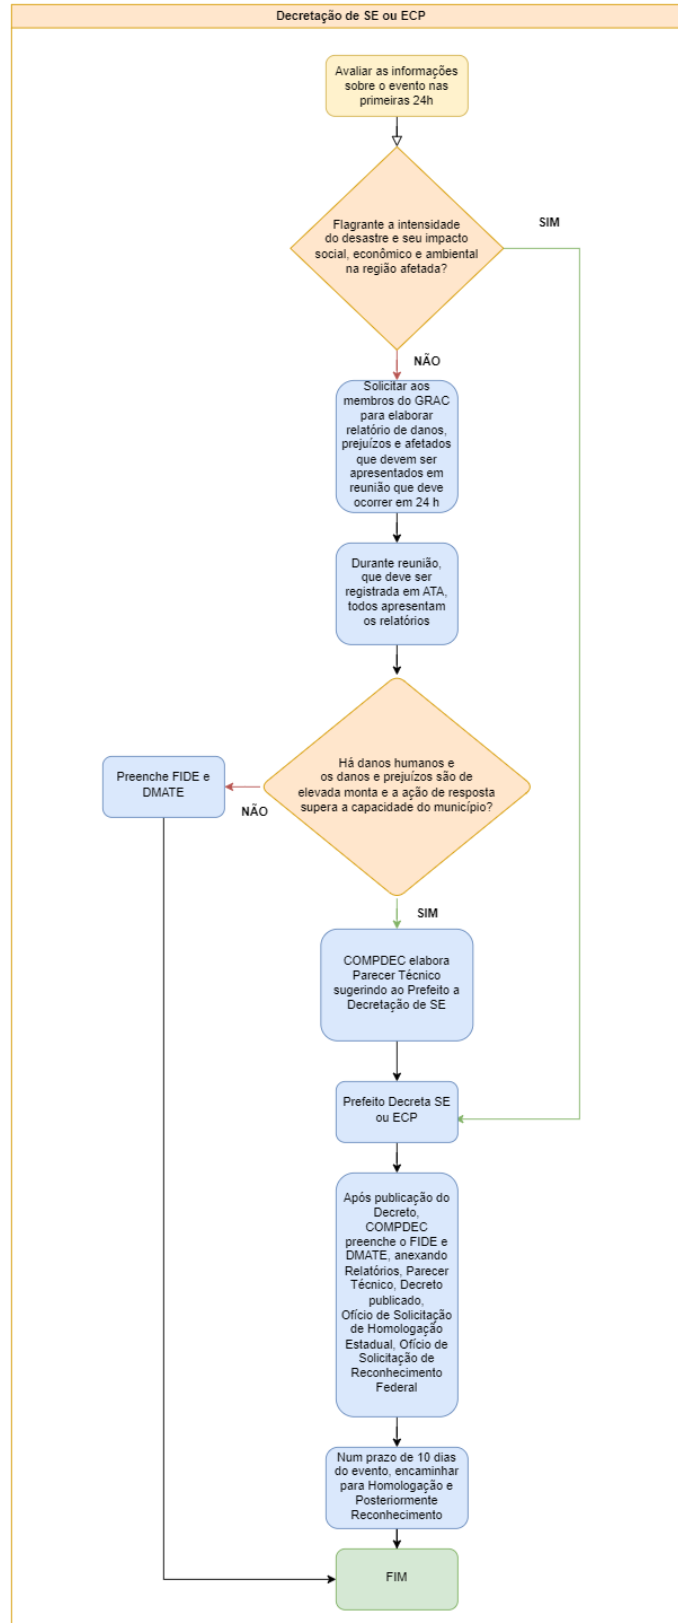 Decretação de SE ou ECP
Avaliar as informações
sobre o evento nas
primeiras 24h
SIM
Flagrante a intensidade
do desastre e seu impacto
social, econômico e ambiental
na região afetada?
NÃO
Solicitar aos
membros do GRAC
para elaborar
relatório de danos,
prejuízos e afetados
que devem ser
apresentados em
reunião que deve
ocorrer em 24 h
Durante reunião,
que deve ser
registrada em ATA,
todos apresentam
os relatórios
Há danos humanos e
os danos e prejuízos são de
elevada monta e a ação de resposta
supera a capacidade do município?
Preenche FIDE e
DMATE
NÃO
SIM
COMPDEC elabora
Parecer Técnico
sugerindo ao Prefeito a
Decretação de SE
Prefeito Decreta SE
ou ECP
Após publicação do
Decreto,
COMPDEC
preenche o FIDE e
DMATE, anexando
Relatórios, Parecer
Técnico, Decreto
publicado,
Ofício de Solicitação
de Homologação
Estadual, Ofício de
Solicitação de
Reconhecimento
Federal
Num prazo de 10 dias
do evento, encaminhar
para Homologação e
Posteriormente
Reconhecimento
FIM